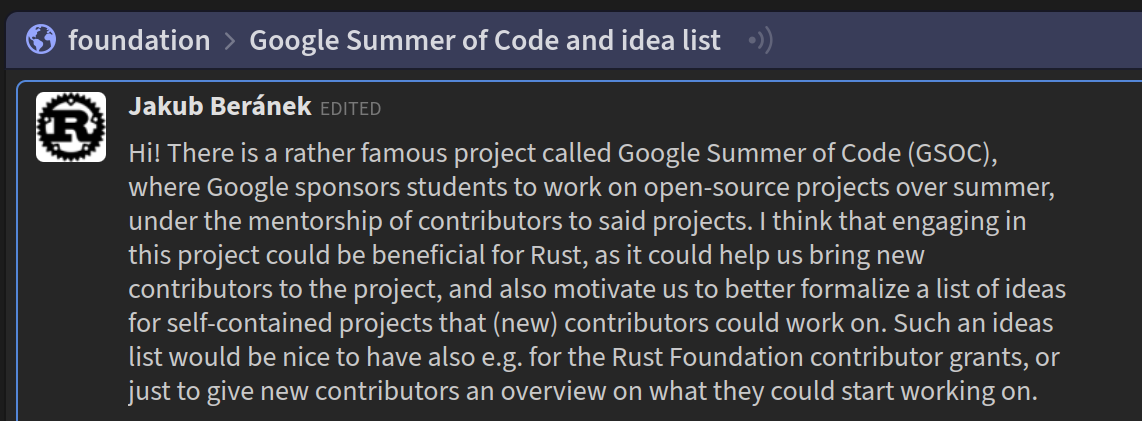 foundation > Google Summer of Code and idea list
R
Jakub Beránek EDITED
Hi! There is a rather famous project called Google Summer of Code (GSOC),
where Google sponsors students to work on open-source projects over summer,
under the mentorship of contributors to said projects. I think that engaging in
this project could be beneficial for Rust, as it could help us bring new
contributors to the project, and also motivate us to better formalize a list of ideas
for self-contained projects that (new) contributors could work on. Such an ideas
list would be nice to have also e.g. for the Rust Foundation contributor grants, or
just to give new contributors an overview on what they could start working on.